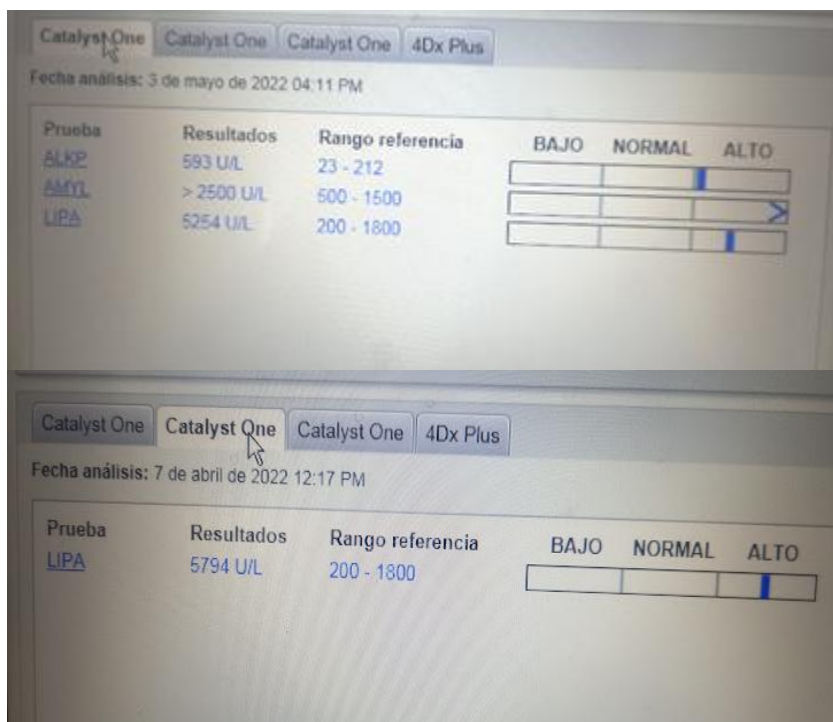 Catalyst One Catalyst One Catalyst One 4Dx Plus
Fecha análisis: 3 de mayo de 2022 04:11 PM
Prueba Resultados Rango referencia BAJO NORMAL ALTO
ALKP 593 U/L 23 - 212
AMYL > 2500 U/L 500 - 1500
LIPA 5254 U/L 200 - 1800
Catalyst One Catalyst One Catalyst One 4Dx Plus
Fecha análisis: 7 de abril de 2022 12:17 PM
Prueba Resultados Rango referencia BAJO NORMAL ALTO
LIPA 5794 U/L 200 - 1800